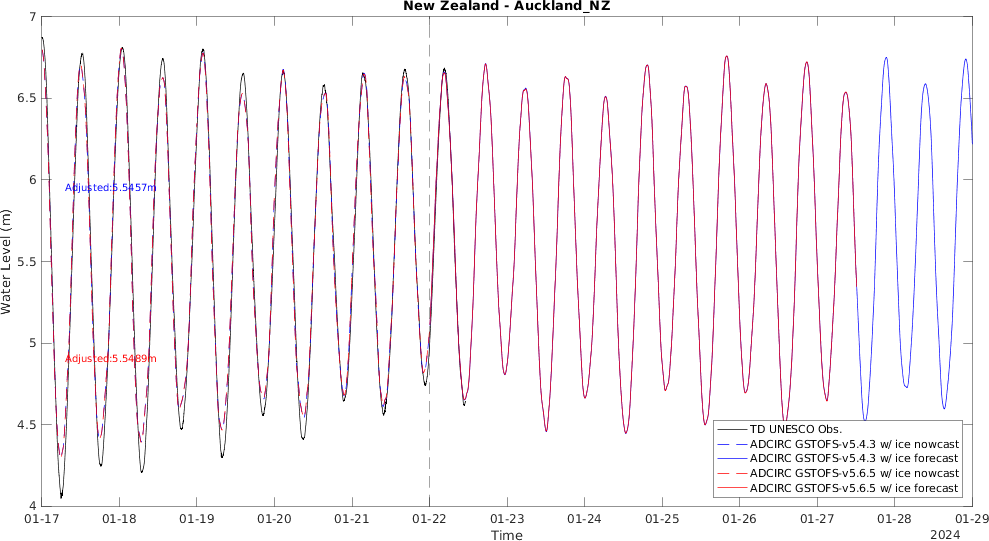 New Zealand - Auckland_NZ
Water Level (m)
7
6.5
6
5.5
5
4.5
4
Adjusted:5.5457m
Adjusted:5.5489m
TD UNESCO Obs.
ADCIRC GSTOFS-v5.4.3 w/ ice nowcast
ADCIRC GSTOFS-v5.4.3 w/ ice forecast
ADCIRC GSTOFS-v5.6.5 w/ ice nowcast
ADCIRC GSTOFS-v5.6.5 w/ ice forecast
01-17 01-18 01-19 01-20 01-21 01-22 01-23 01-24 01-25 01-26 01-27 01-28 01-29
Time
2024